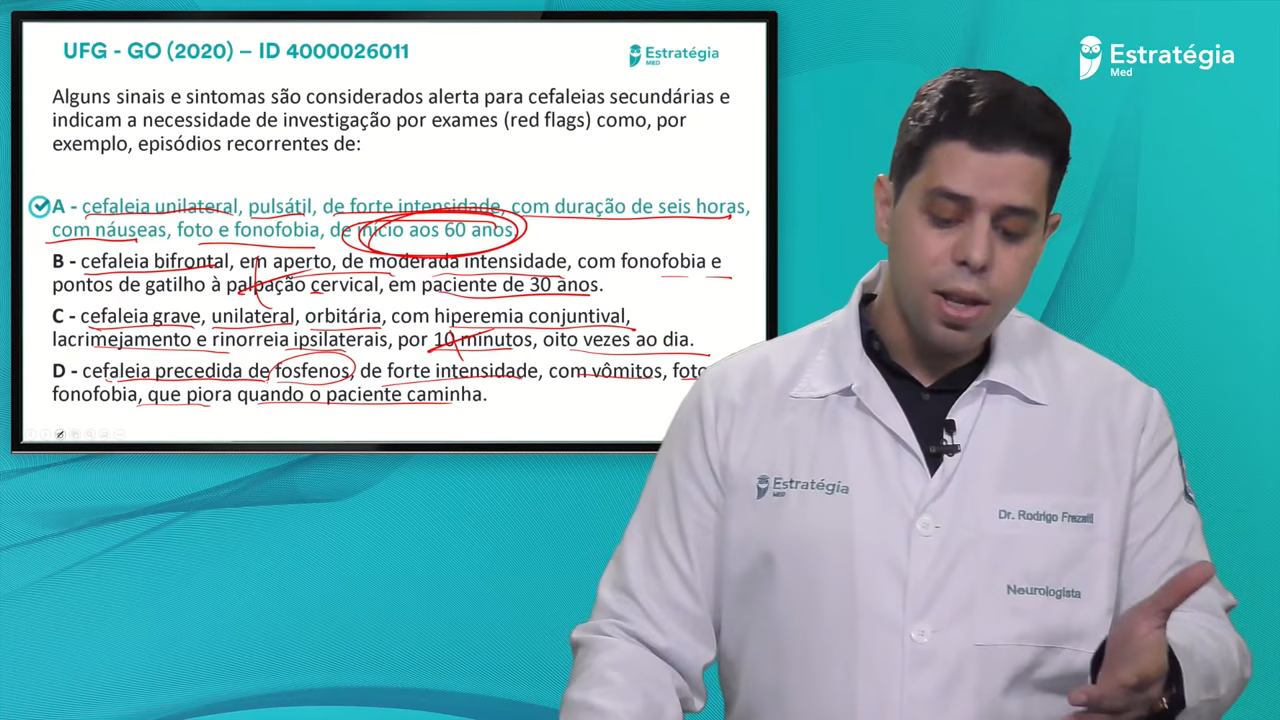 UFG - GO (2020) – ID 4000026011
Estratégia
MED
Alguns sinais e sintomas são considerados alerta para cefaleias secundárias e
indicam a necessidade de investigação por exames (red flags) como, por
exemplo, episódios recorrentes de:
A - cefaleia unilateral, pulsátil, de forte intensidade, com duração de seis horas,
com náuseas, foto e fonofobia, de início aos 60 anos.
B - cefaleia bifrontal, em aperto, de moderada intensidade, com fonofobia e
pontos de gatilho à palpação cervical, em paciente de 30 anos.
C - cefaleia grave, unilateral, orbitária, com hiperemia conjuntival,
lacrimejamento e rinorreia ipsilaterais, por 10 minutos, oito vezes ao dia.
D - cefaleia precedida de fosfenos, de forte intensidade, com vômitos, foto
fonofobia, que piora quando o paciente caminha.
Estratégia
Med
Estratégia
MED
Dr. Rodrigo Frezatti
Neurologista